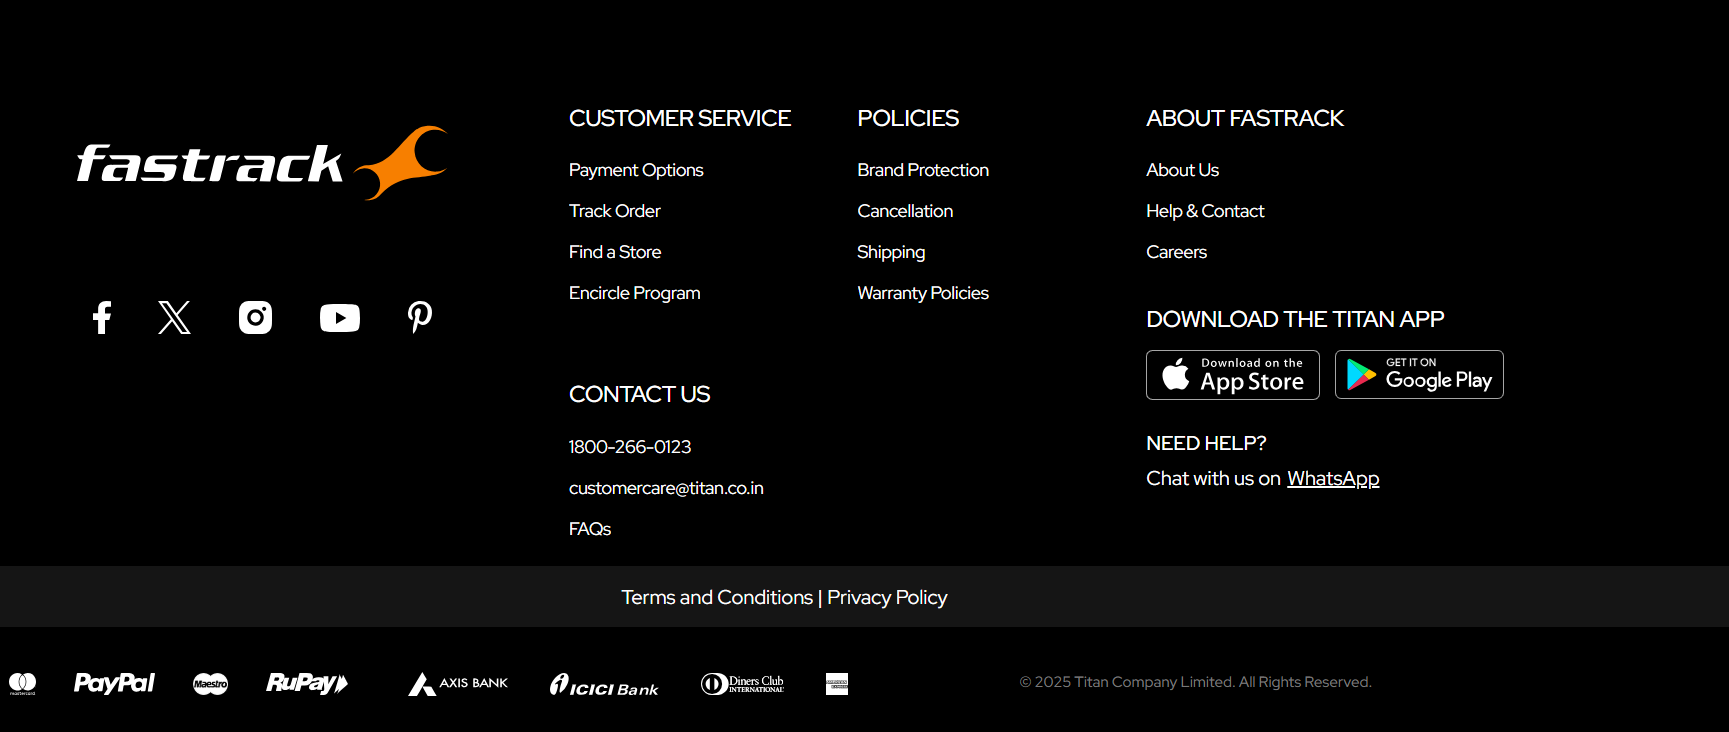 fastrack
CUSTOMER SERVICE
Payment Options
Track Order
Find a Store
Encircle Program
POLICIES
Brand Protection
Cancellation
Shipping
Warranty Policies
ABOUT FASTRACK
About Us
Help & Contact
Careers
DOWNLOAD THE TITAN APP
Download on the
App Store
GET IT ON
Google Play
CONTACT US
1800-266-0123
customercare@titan.co.in
FAQs
NEED HELP?
Chat with us on WhatsApp
Terms and Conditions | Privacy Policy
mastercard
PayPal
Maestro
RuPay
AXIS BANK
ICICI Bank
Diners Club
INTERNATIONAL
AMERICAN
EXPRESS
© 2025 Titan Company Limited. All Rights Reserved.